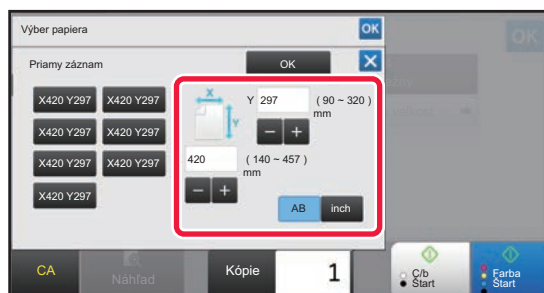 Výber papiera
OK
OK
Priamy záznam
OK
X420 Y297
X420 Y297
X420 Y297
X420 Y297
X420 Y297
X420 Y297
X420 Y297
X
Y
Y 297 (90 ~ 320)
mm
420 (140 ~ 457)
mm
AB inch
CA
Náhľad
Kópie 1
C/b
Štart
Farba
Štart